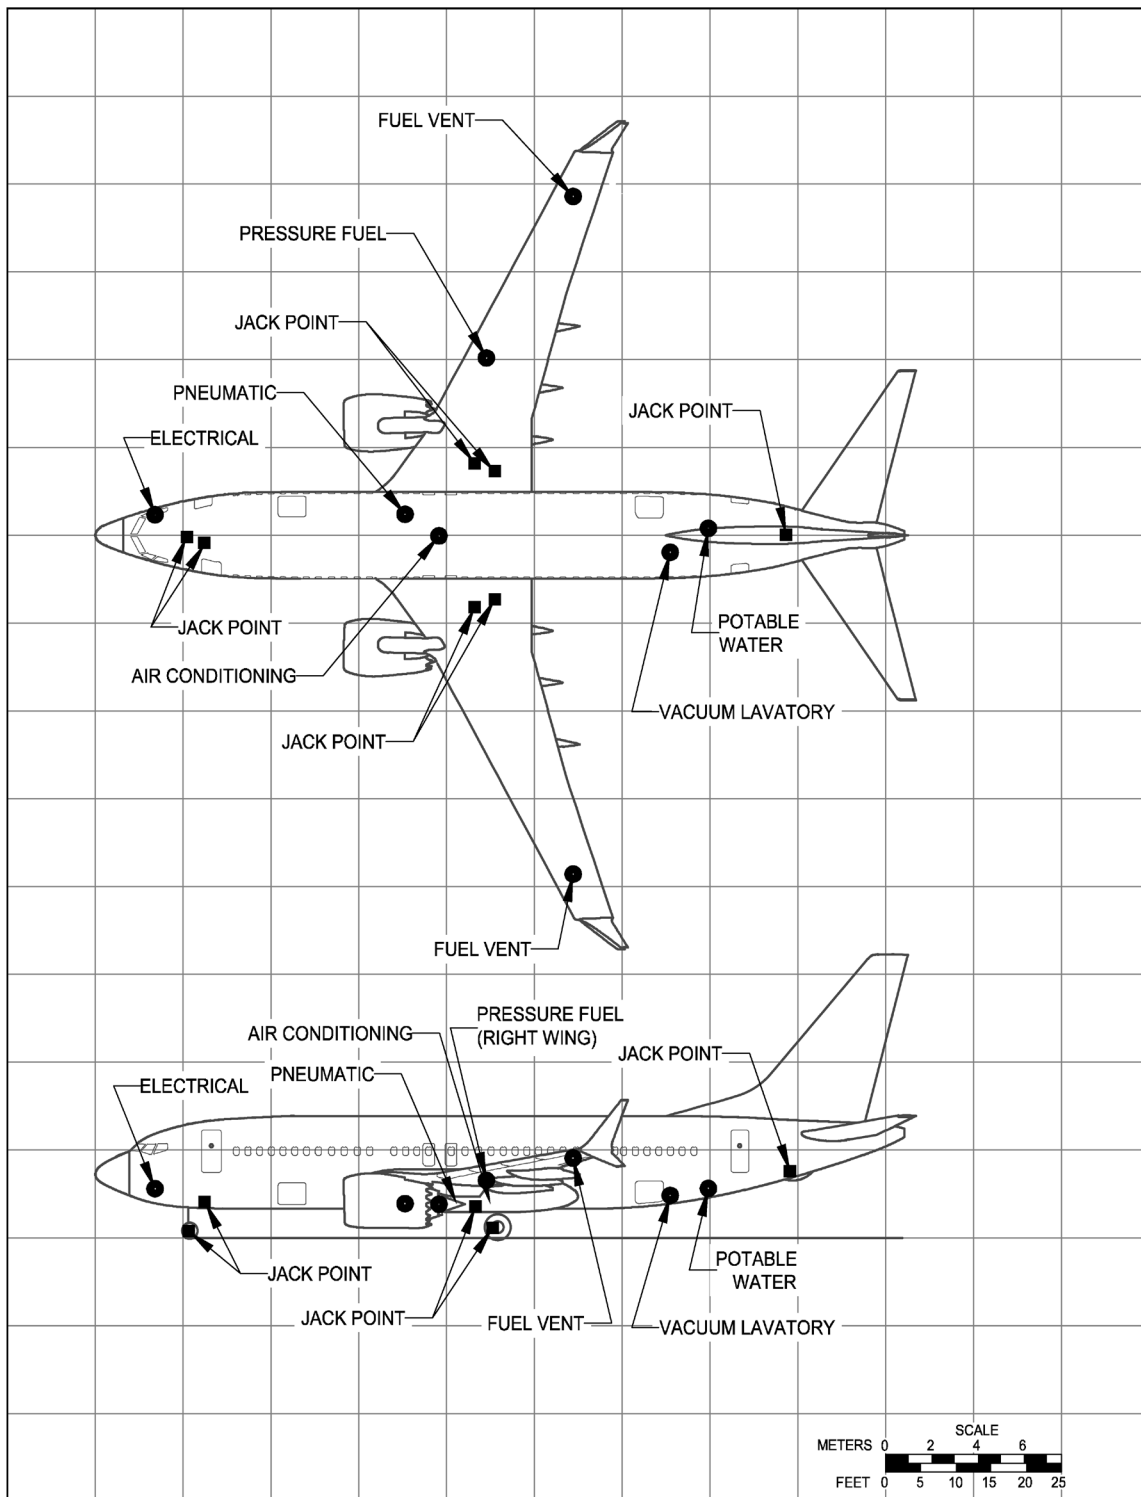 FUEL VENT
PRESSURE FUEL
JACK POINT
PNEUMATIC
JACK POINT
ELECTRICAL
JACK POINT
POTABLE
WATER
AIR CONDITIONING
VACUUM LAVATORY
JACK POINT
FUEL VENT
PRESSURE FUEL
(RIGHT WING)
AIR CONDITIONING
JACK POINT
PNEUMATIC
ELECTRICAL
POTABLE
WATER
JACK POINT
JACK POINT
FUEL VENT
VACUUM LAVATORY
SCALE
METERS 0 2 4 6
FEET 0 5 10 15 20 25